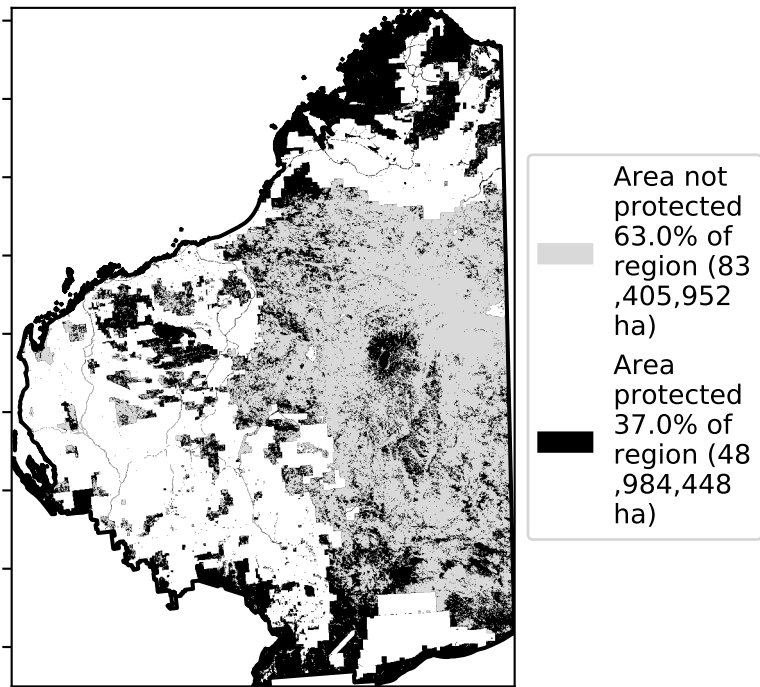 Area not
protected
63.0% of
region (83
,405,952
ha)
Area
protected
37.0% of
region (48
,984,448
ha)